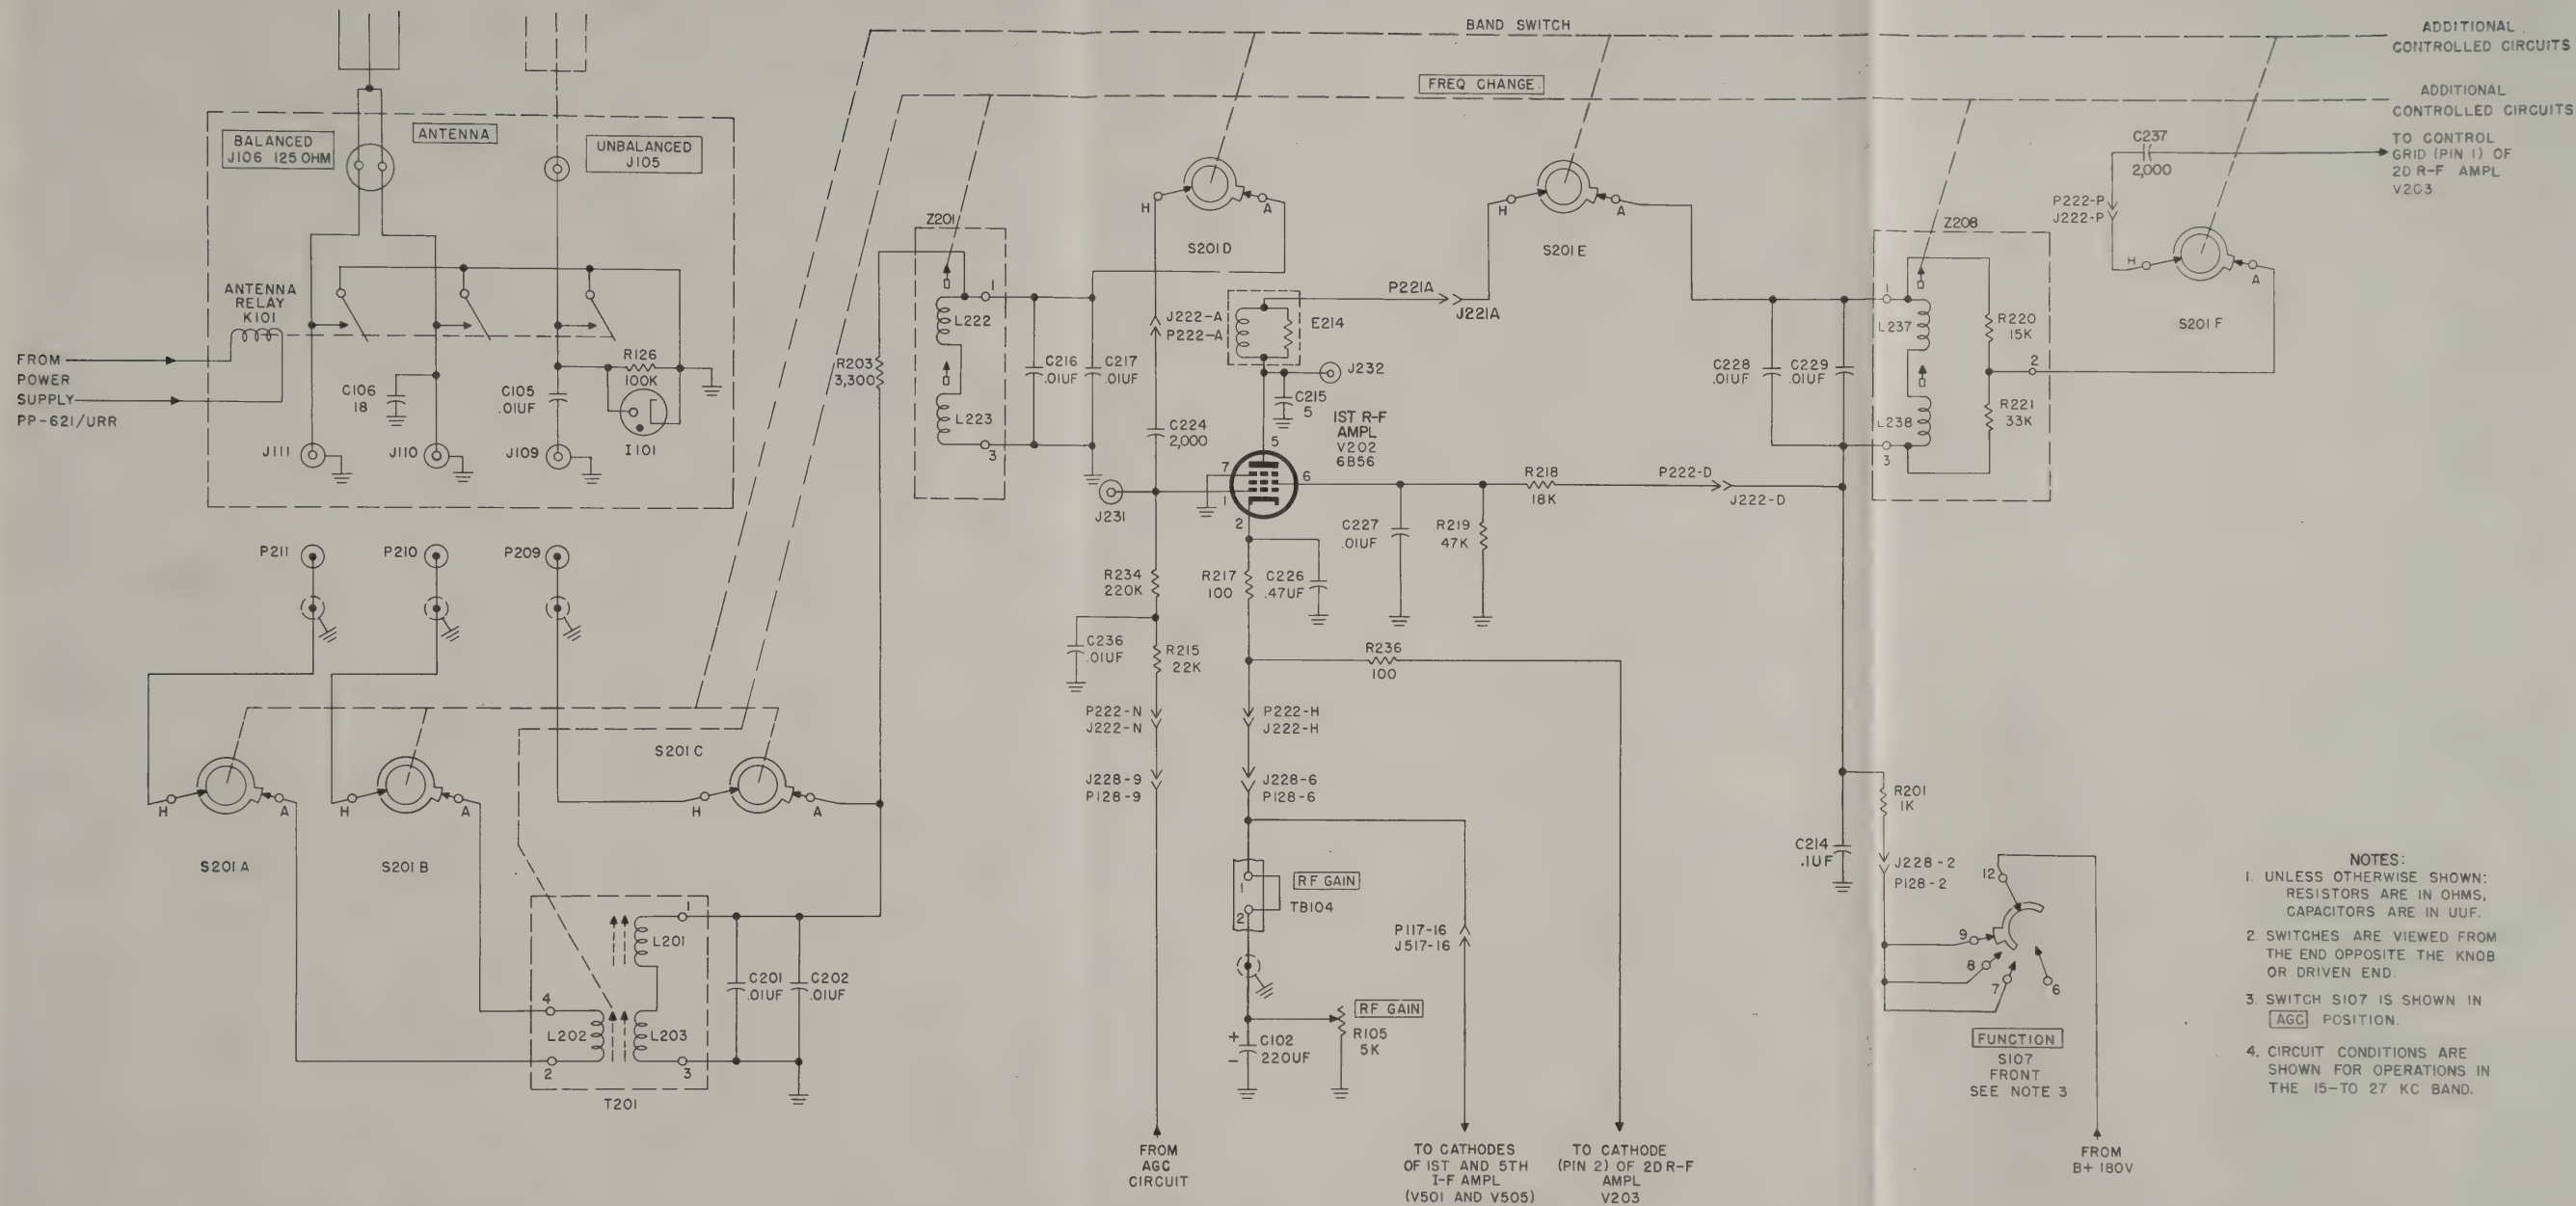 BAND SWITCH
ADDITIONAL
CONTROLLED CIRCUITS
FREQ CHANGE
ADDITIONAL
CONTROLLED CIRCUITS
BALANCED
J106 125 OHM
ANTENNA
UNBALANCED
J105
C237
2,000
TO CONTROL
GRID (PIN 1) OF
2D R-F AMPL
V203
P222-P
J222-P
H
A
S201F
ANTENNA
RELAY
K101
FROM
POWER
SUPPLY
PP-621/URR
C106
18
C105
.01UF
R126
100K
I101
J111
J110
J109
R203
3,300
Z201
1
L222
L223
3
C216
.01UF
C217
.01UF
H
A
S201D
J222-A
P222-A
C224
2,000
H
A
S201E
E214
P221A
J221A
J232
C215
5
1ST R-F
AMPL
V202
6BS6
5
7
6
1
2
J231
R218
18K
P222-D
J222-D
C227
.01UF
R219
47K
C228
.01UF
C229
.01UF
Z208
1
L237
L238
3
R220
15K
2
R221
33K
P211
P210
P209
R234
220K
R217
100
C226
.47UF
C236
.01UF
R215
22K
R236
100
P222-N
J222-N
P222-H
J222-H
J228-9
P128-9
J228-6
P128-6
S201C
H
A
H
A
H
A
S201A
S201B
1
RF GAIN
2
TB104
P117-16
J517-16
RF GAIN
R105
5K
+
-
C102
220UF
L201
4
L202
L203
2
3
1
T201
C201
.01UF
C202
.01UF
R201
1K
C214
.1UF
J228-2
P128-2
12
9
8
7
6
FUNCTION
S107
FRONT
SEE NOTE 3
FROM
AGC
CIRCUIT
TO CATHODES
OF 1ST AND 5TH
I-F AMPL
(V501 AND V505)
TO CATHODE
(PIN 2) OF 2D R-F
AMPL
V203
FROM
B+ 180V
NOTES:
1. UNLESS OTHERWISE SHOWN:
RESISTORS ARE IN OHMS,
CAPACITORS ARE IN UUF.
2. SWITCHES ARE VIEWED FROM
THE END OPPOSITE THE KNOB
OR DRIVEN END.
3. SWITCH S107 IS SHOWN IN
AGC POSITION.
4. CIRCUIT CONDITIONS ARE
SHOWN FOR OPERATIONS IN
THE 15-TO 27 KC BAND.